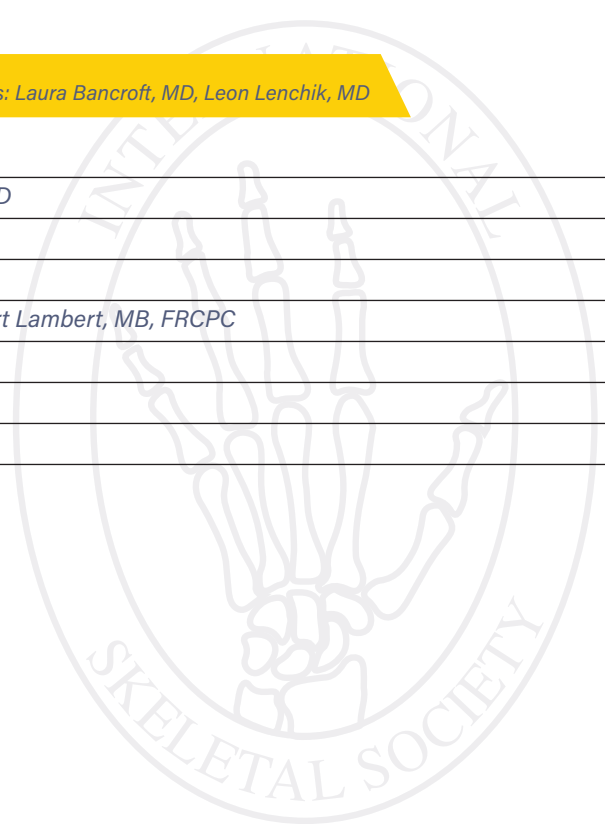 s: Laura Bancroft, MD, Leon Lenchik, MD
D
rt Lambert, MB, FRCPC
INTERNATIONAL
SKELETAL SOCIETY